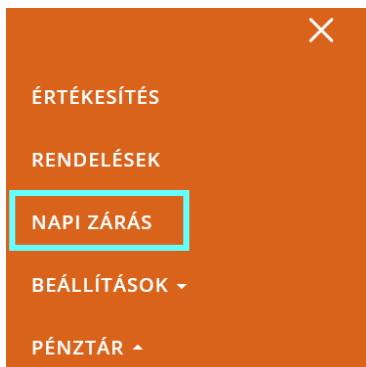 ÉRTÉKESÍTÉS
RENDELÉSEK
NAPI ZÁRÁS
BEÁLLÍTÁSOK
PÉNZTÁR